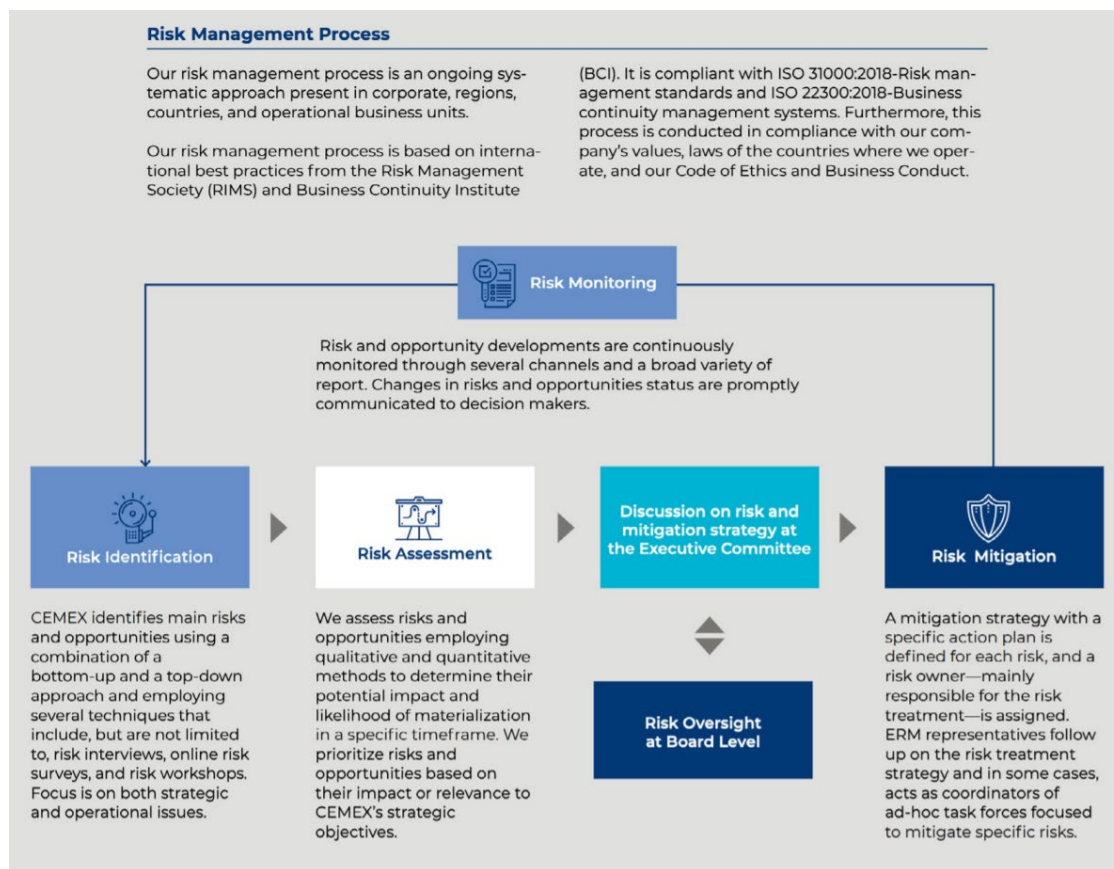 Risk Management Process
Our risk management process is an ongoing sys-
tematic approach present in corporate, regions,
countries, and operational business units.
Our risk management process is based on interna-
tional best practices from the Risk Management
Society (RIMS) and Business Continuity Institute
(BCI). It is compliant with ISO 31000:2018-Risk man-
agement standards and ISO 22300:2018-Business
continuity management systems. Furthermore, this
process is conducted in compliance with our com-
pany's values, laws of the countries where we oper-
ate, and our Code of Ethics and Business Conduct.
Risk Monitoring
Risk and opportunity developments are continuously
monitored through several channels and a broad variety of
report. Changes in risks and opportunities status are promptly
communicated to decision makers.
Risk Identification
CEMEX identifies main risks
and opportunities using a
combination of a
bottom-up and a top-down
approach and employing
several techniques that
include, but are not limited
to, risk interviews, online risk
surveys, and risk workshops.
Focus is on both strategic
and operational issues.
Risk Assessment
We assess risks and
opportunities employing
qualitative and quantitative
methods to determine their
potential impact and
likelihood of materialization
in a specific timeframe. We
prioritize risks and
opportunities based on
their impact or relevance to
CEMEX's strategic
objectives.
Discussion on risk and
mitigation strategy at
the Executive Committee
Risk Oversight
at Board Level
Risk Mitigation
A mitigation strategy with a
specific action plan is
defined for each risk, and a
risk owner—mainly
responsible for the risk
treatment—is assigned.
ERM representatives follow
up on the risk treatment
strategy and in some cases,
acts as coordinators of
ad-hoc task forces focused
to mitigate specific risks.